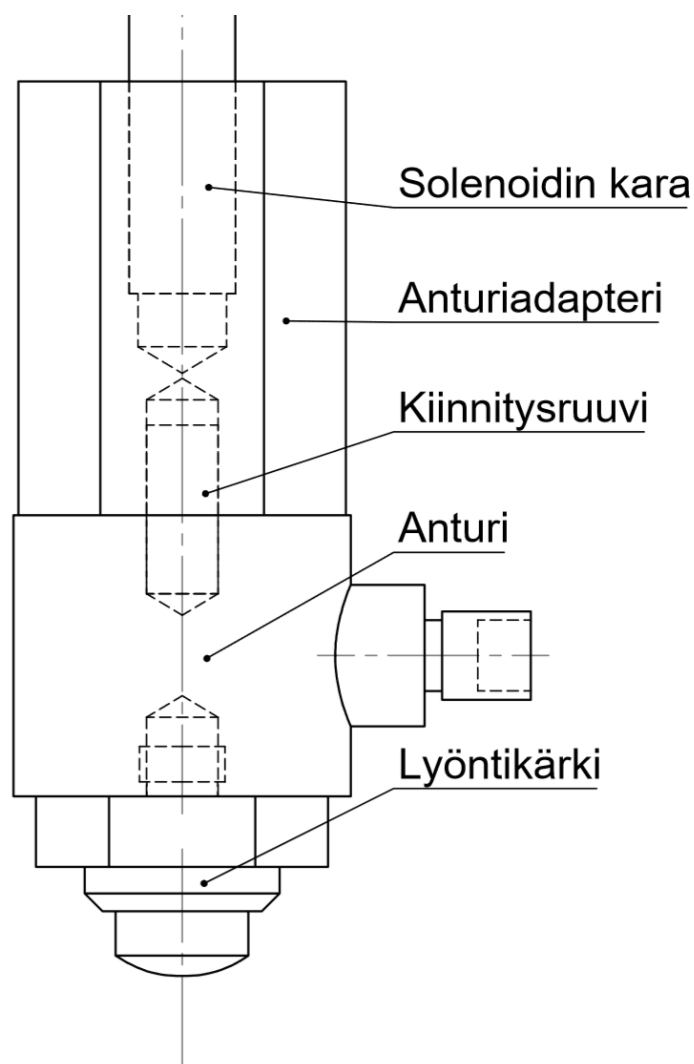 Solenoidin kara
Anturiadapteri
Kiinnitysruuvi
Anturi
Lyöntikärki